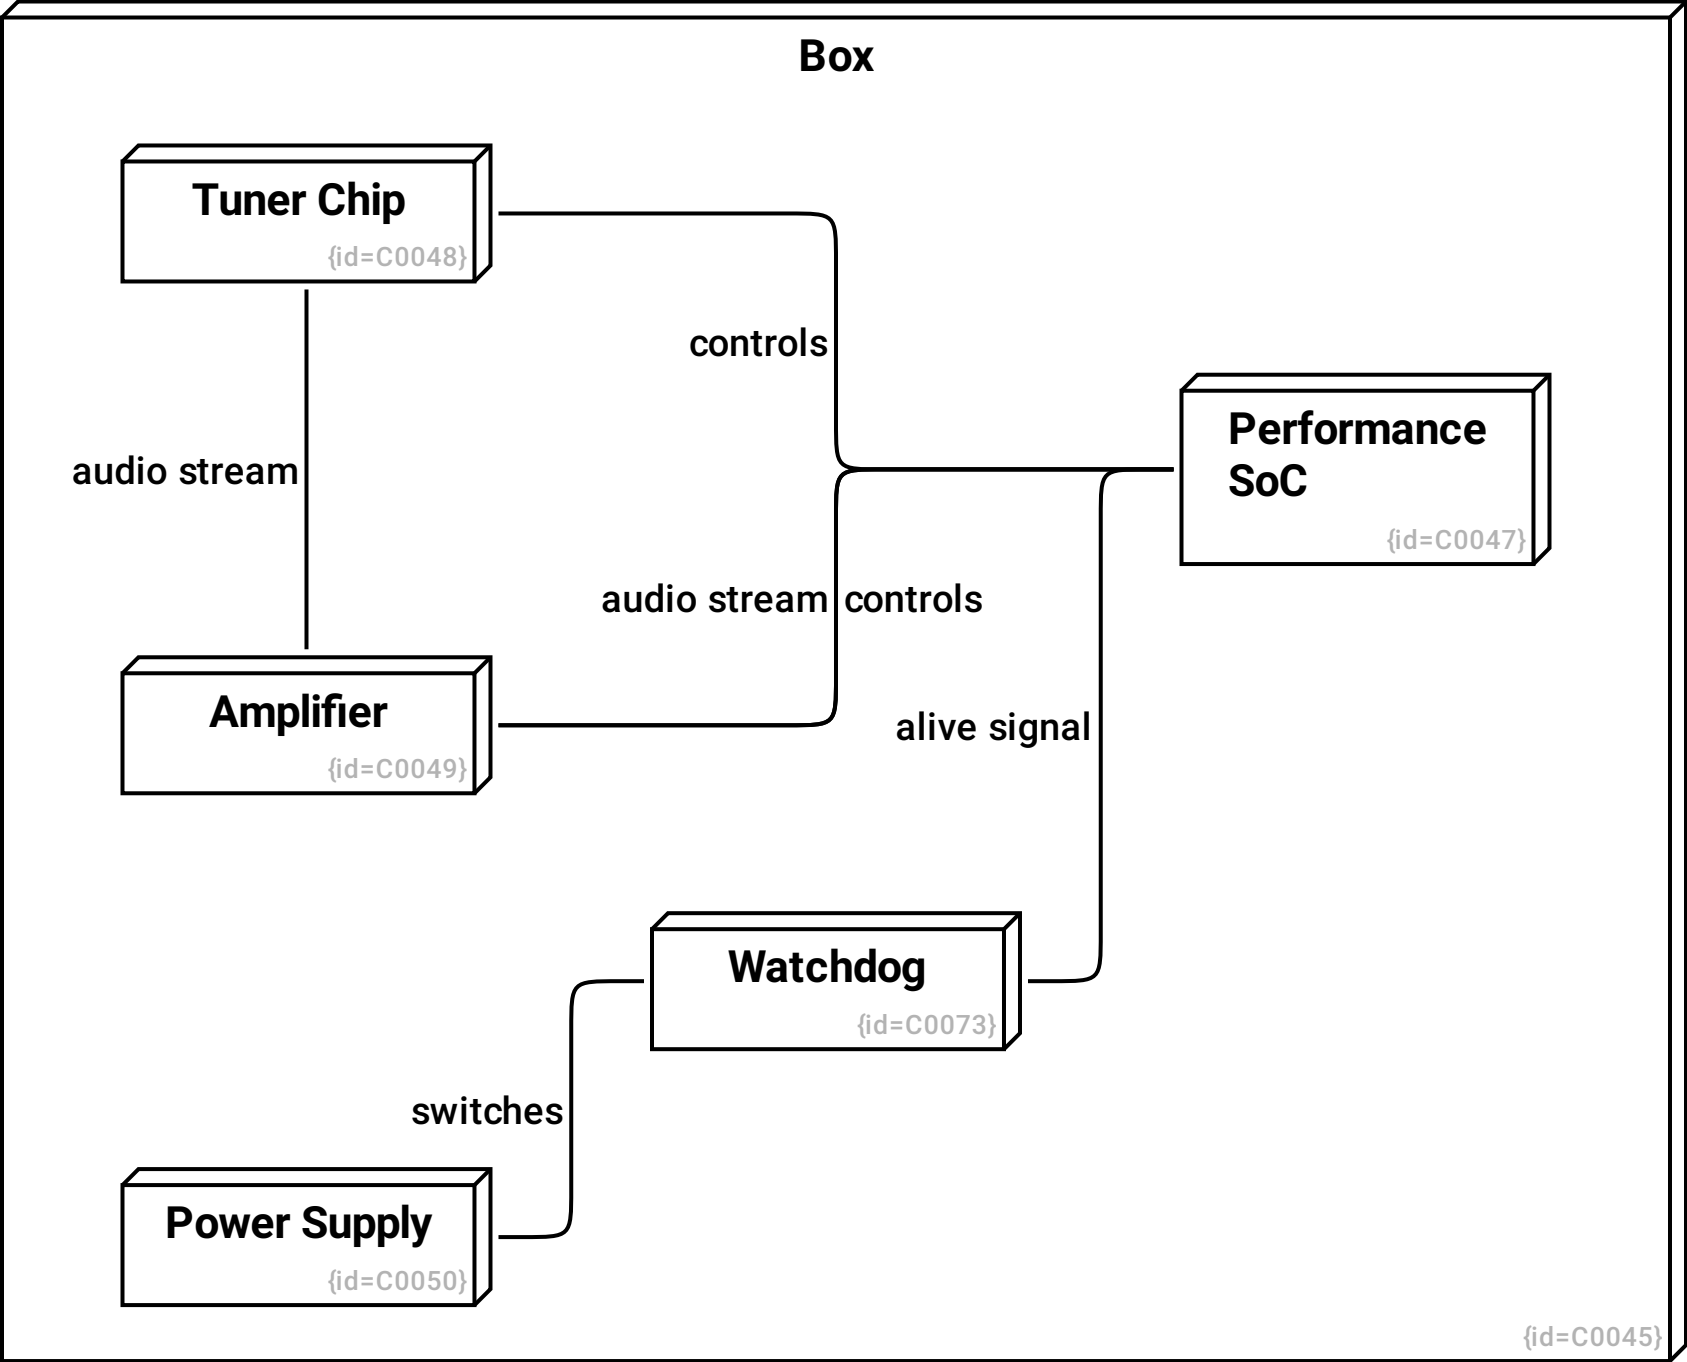 Box
Tuner Chip
{id=C0048}
controls
Performance
SoC
{id=C0047}
audio stream
audio stream controls
Amplifier
{id=C0049}
alive signal
Watchdog
{id=C0073}
switches
Power Supply
{id=C0050}
{id=C0045}